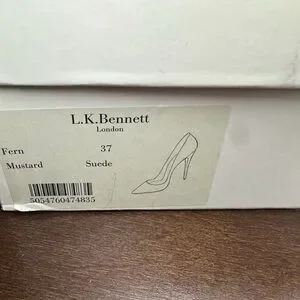 L.K.Bennett
London
Fern 37
Mustard Suede
5054760474835